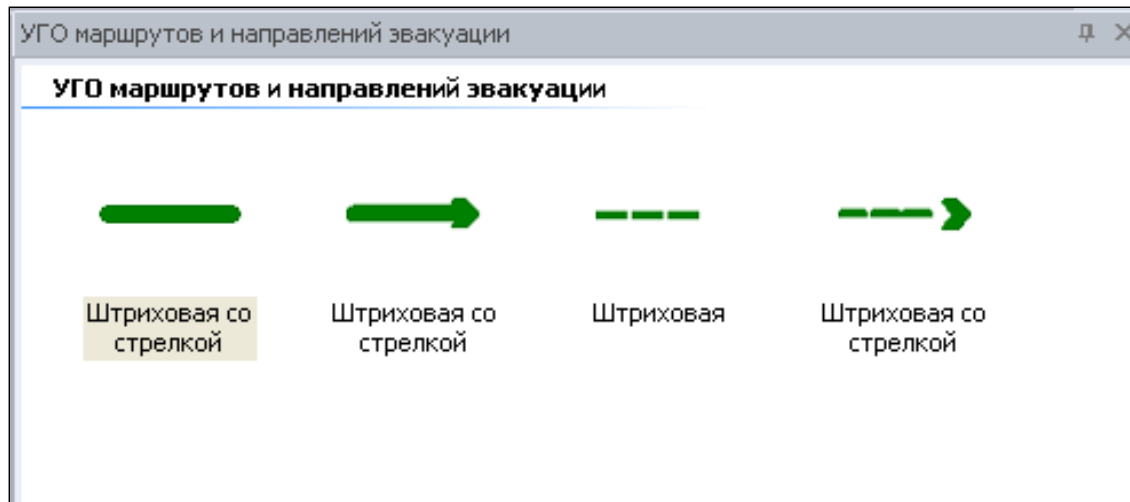 УГО маршрутов и направлений эвакуации
УГО маршрутов и направлений эвакуации
Штриховая со
стрелкой
Штриховая со
стрелкой
Штриховая
Штриховая со
стрелкой